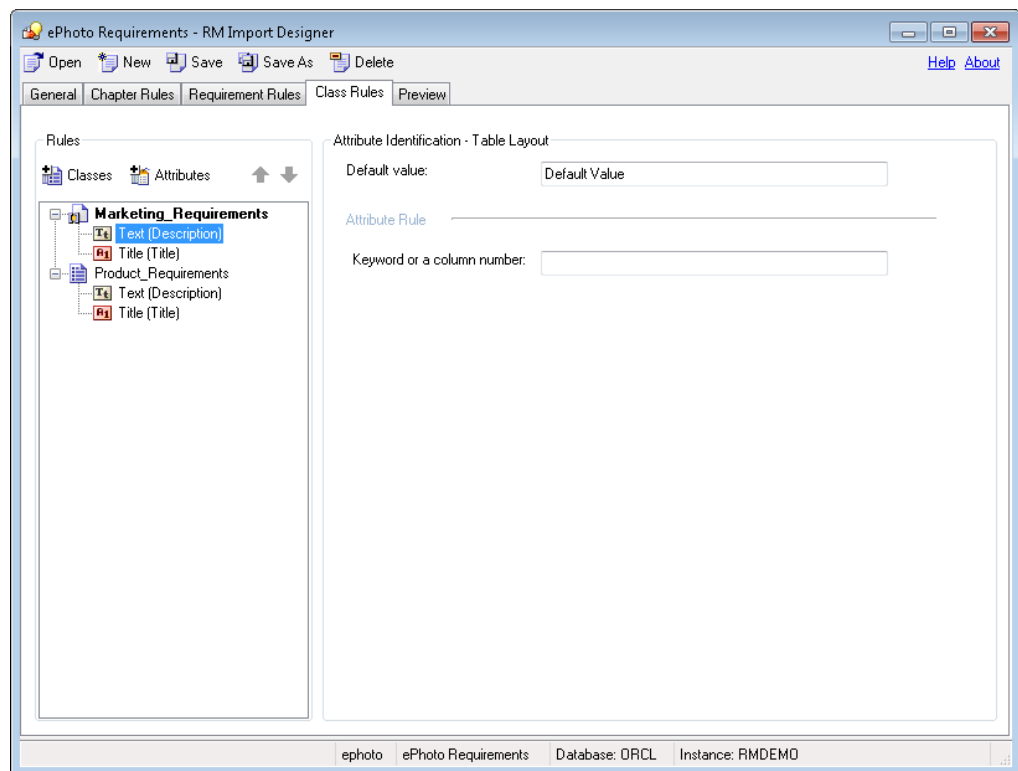 ePhoto Requirements - RM Import Designer
Open New Save Save As Delete Help About
General Chapter Rules Requirement Rules Class Rules Preview
Rules
Classes Attributes
Marketing_Requirements
Text (Description)
Title (Title)
Product_Requirements
Text (Description)
Title (Title)
Attribute Identification - Table Layout
Default value: Default Value
Attribute Rule
Keyword or a column number:
ephoto ePhoto Requirements Database: ORCL Instance: RMDEMO